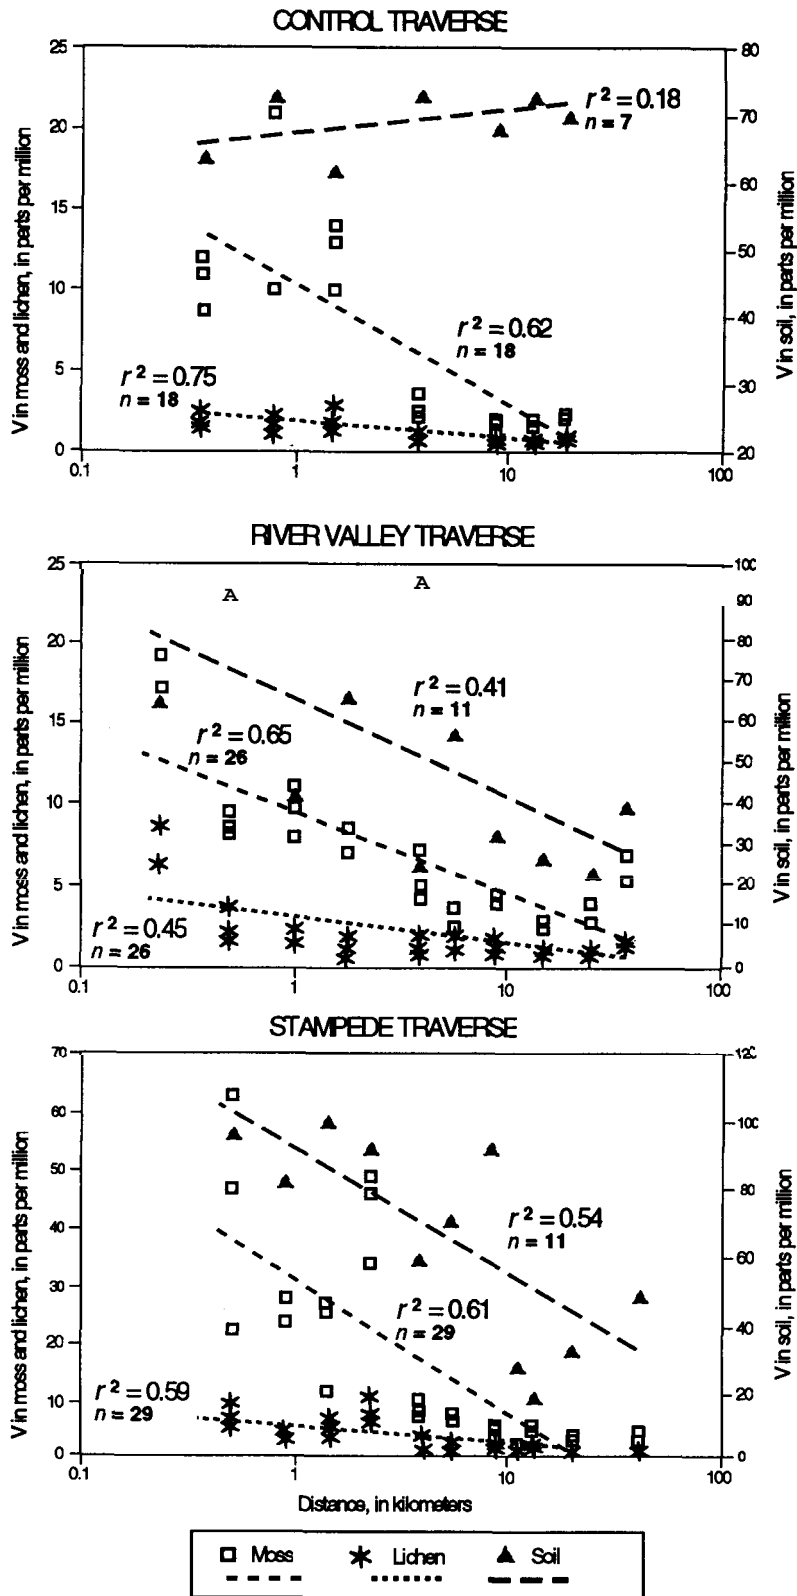 CONTROL TRAVERSE
V in moss and lichen, in parts per million
25
20
15
10
5
0
V in soil, in parts per million
80
70
60
50
40
30
20
r² = 0.18
n = 7
r² = 0.62
n = 18
r² = 0.75
n = 18
0.1 1 10 100
RIVER VALLEY TRAVERSE
V in moss and lichen, in parts per million
25
20
15
10
5
0
V in soil, in parts per million
100
90
80
70
60
50
40
30
20
10
0
A A
r² = 0.41
n = 11
r² = 0.65
n = 26
r² = 0.45
n = 26
0.1 1 10 100
STAMPEDE TRAVERSE
V in moss and lichen, in parts per million
70
60
50
40
30
20
10
0
V in soil, in parts per million
120
100
80
60
40
20
0
r² = 0.54
n = 11
r² = 0.61
n = 29
r² = 0.59
n = 29
0.1 1 10 100
Distance, in kilometers
Moss Lichen Soil